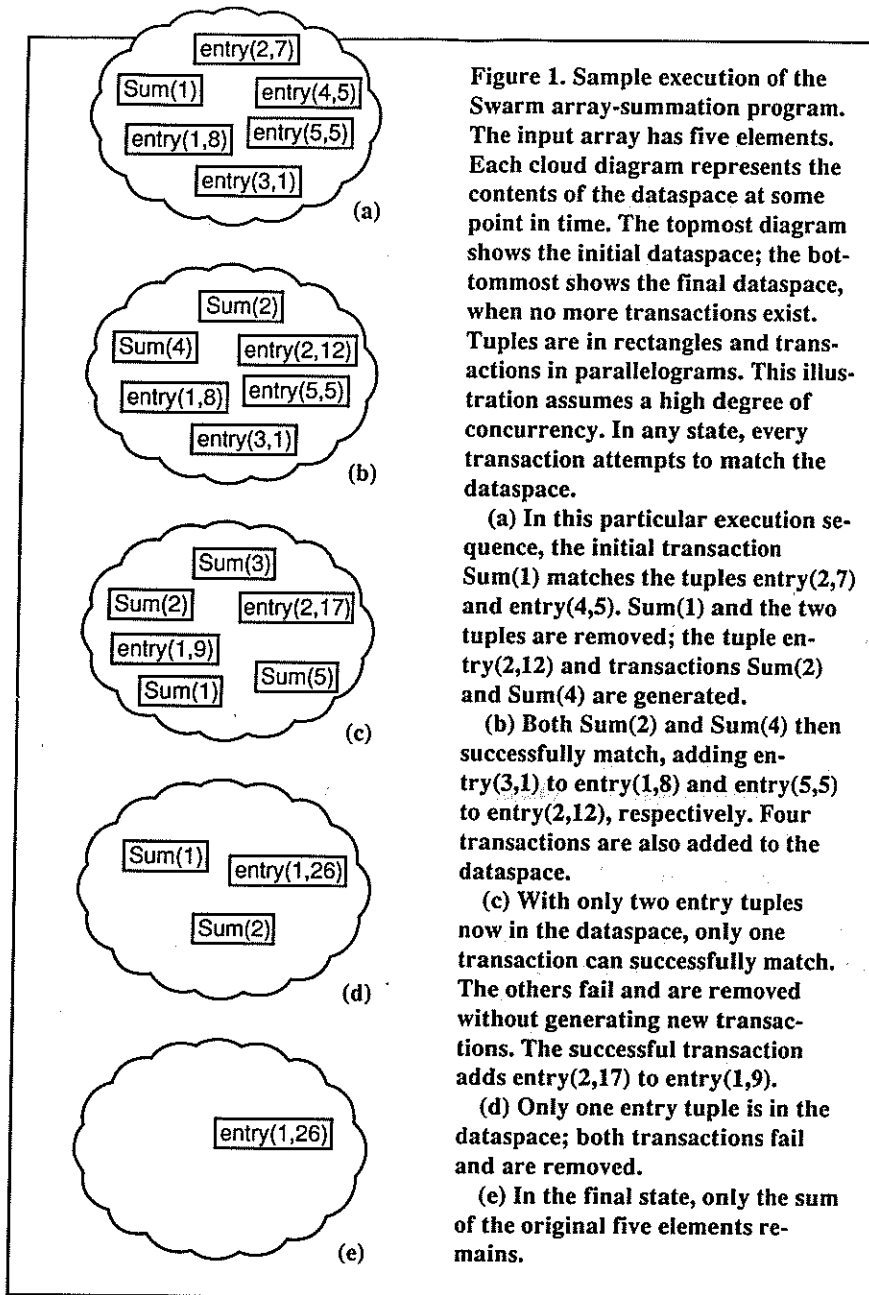 entry(2,7)
Sum(1)
entry(4,5)
entry(1,8)
entry(5,5)
entry(3,1)
(a)
Sum(2)
Sum(4)
entry(2,12)
entry(1,8)
entry(5,5)
entry(3,1)
(b)
Sum(3)
Sum(2)
entry(2,17)
entry(1,9)
Sum(1)
Sum(5)
(c)
Sum(1)
entry(1,26)
Sum(2)
(d)
entry(1,26)
(e)
Figure 1. Sample execution of the
Swarm array-summation program.
The input array has five elements.
Each cloud diagram represents the
contents of the dataspace at some
point in time. The topmost diagram
shows the initial dataspace; the bot-
tommost shows the final dataspace,
when no more transactions exist.
Tuples are in rectangles and trans-
actions in parallelograms. This illus-
tration assumes a high degree of
concurrency. In any state, every
transaction attempts to match the
dataspace.
(a) In this particular execution se-
quence, the initial transaction
Sum(1) matches the tuples entry(2,7)
and entry(4,5). Sum(1) and the two
tuples are removed; the tuple en-
try(2,12) and transactions Sum(2)
and Sum(4) are generated.
(b) Both Sum(2) and Sum(4) then
successfully match, adding en-
try(3,1) to entry(1,8) and entry(5,5)
to entry(2,12), respectively. Four
transactions are also added to the
dataspace.
(c) With only two entry tuples
now in the dataspace, only one
transaction can successfully match.
The others fail and are removed
without generating new transac-
tions. The successful transaction
adds entry(2,17) to entry(1,9).
(d) Only one entry tuple is in the
dataspace; both transactions fail
and are removed.
(e) In the final state, only the sum
of the original five elements re-
mains.